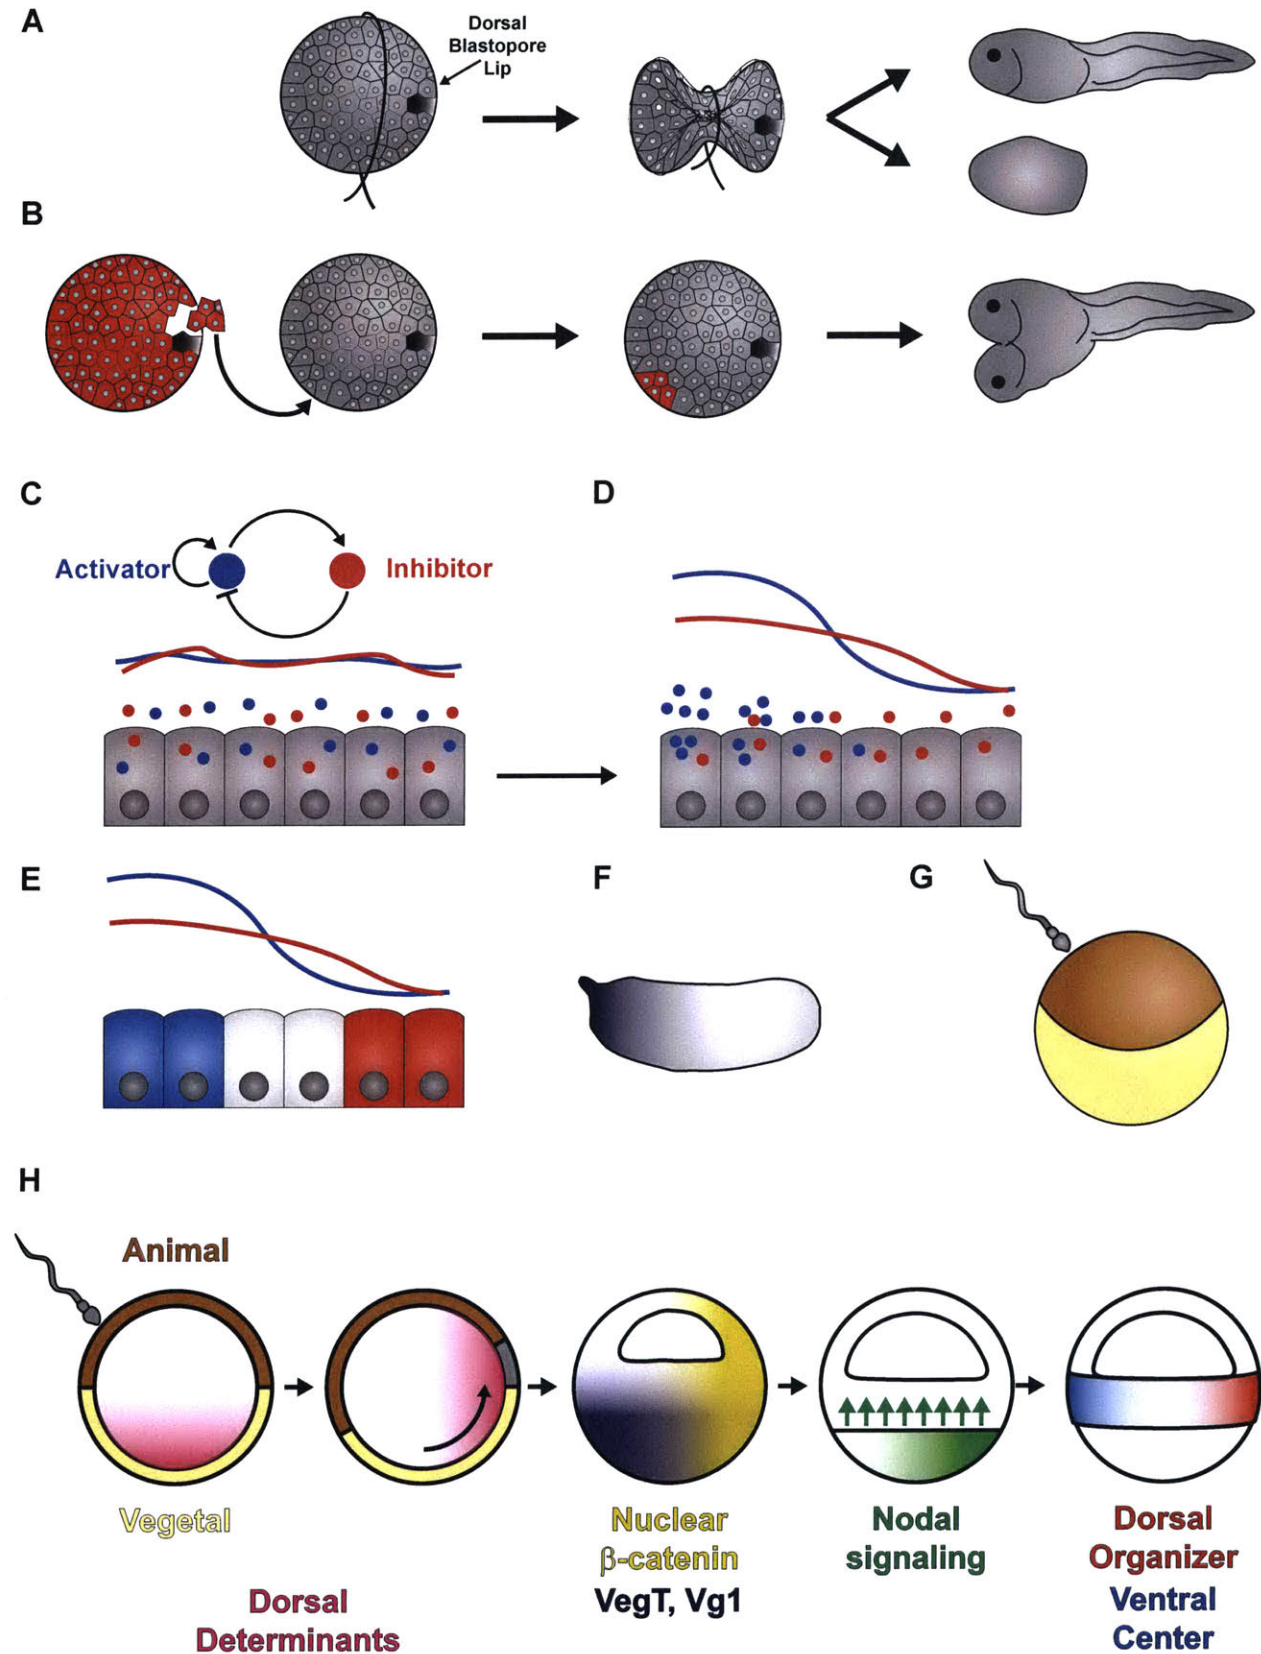 A
Dorsal
Blastopore
Lip
B
C
D
Activator
Inhibitor
E
F
G
H
Animal
Vegetal
Dorsal
Determinants
Nuclear
β-catenin
VegT, Vg1
Nodal
signaling
Dorsal
Organizer
Ventral
Center